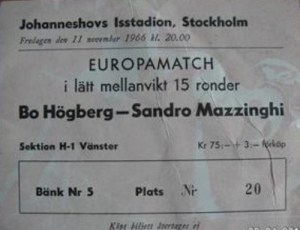 Johanneshovs Isstadion, Stockholm
Fredagen den 11 november 1966 kl. 20.00
EUROPAMATCH
i lätt mellanvikt 15 ronder
Bo Högberg—Sandro Mazzinghi
Sektion H-1 Vänster Kr 75:— + 3:— förköp
Bänk Nr 5 Plats Nr 20
Köpt biljett återtages ej